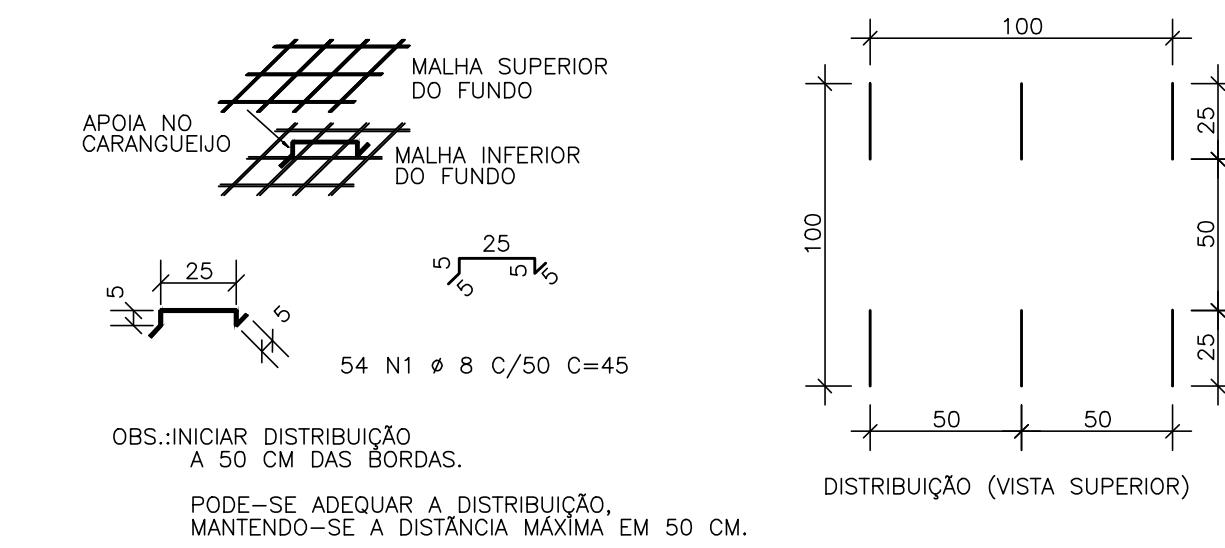 MALHA SUPERIOR
DO FUNDO
APOIA NO
CARANGUEIJO
MALHA INFERIOR
DO FUNDO
25
5
5
25
5
5
5
5
54 N1 ø 8 C/50 C=45
OBS.:INICIAR DISTRIBUIÇÃO
A 50 CM DAS BORDAS.
PODE-SE ADEQUAR A DISTRIBUIÇÃO,
MANTENDO-SE A DISTÃNCIA MÁXIMA EM 50 CM.
100
100
25
50
25
50
50
DISTRIBUIÇÃO (VISTA SUPERIOR)